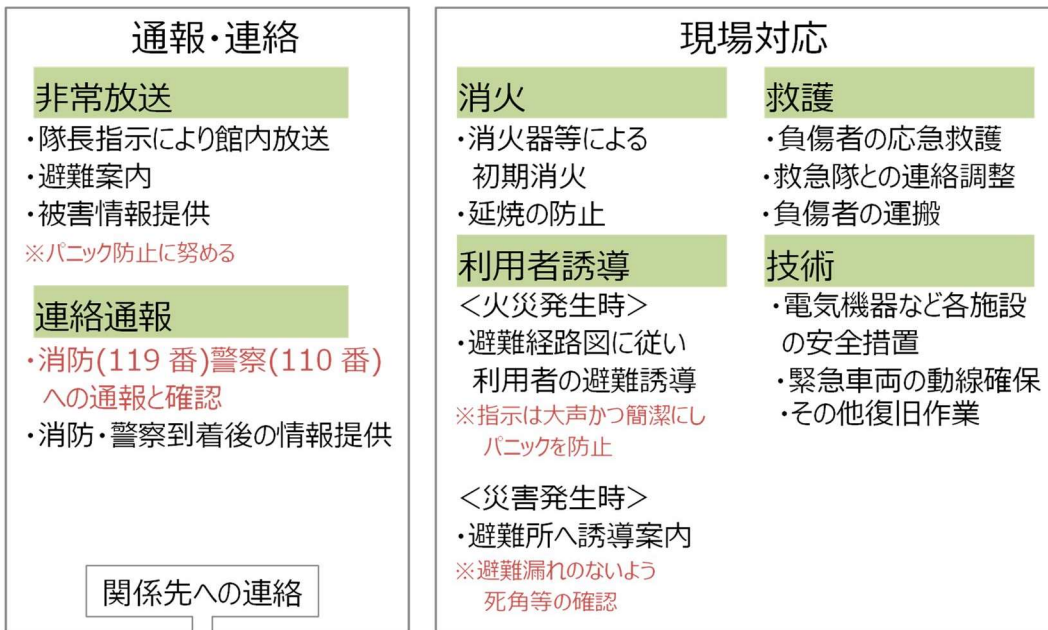 通報・連絡
非常放送
・隊長指示により館内放送
・避難案内
・被害情報提供
※パニック防止に努める
連絡通報
・消防(119 番)警察(110 番)
への通報と確認
・消防・警察到着後の情報提供
関係先への連絡
現場対応
消火
・消火器等による
初期消火
・延焼の防止
利用者誘導
＜火災発生時＞
・避難経路図に従い
利用者の避難誘導
※指示は大声かつ簡潔にし
パニックを防止
＜災害発生時＞
・避難所へ誘導案内
※避難漏れのないよう
死角等の確認
救護
・負傷者の応急救護
・救急隊との連絡調整
・負傷者の運搬
技術
・電気機器など各施設
の安全措置
・緊急車両の動線確保
・その他復旧作業